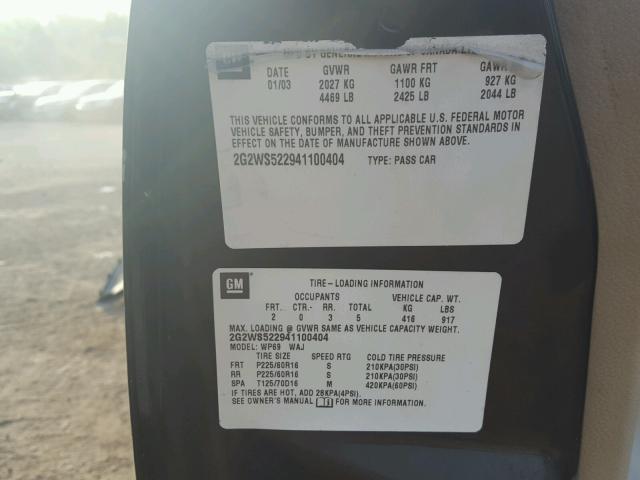 GM
MFD BY GENERAL OF CANADA
DATE GVWR GAWR FRT GAWR
01/03 2027 KG 1100 KG 927 KG
4469 LB 2425 LB 2044 LB
THIS VEHICLE CONFORMS TO ALL APPLICABLE U.S. FEDERAL MOTOR
VEHICLE SAFETY, BUMPER, AND THEFT PREVENTION STANDARDS IN
EFFECT ON THE DATE OF MANUFACTURE SHOWN ABOVE.
2G2WS522941100404 TYPE: PASS CAR
GM
TIRE-LOADING INFORMATION
OCCUPANTS VEHICLE CAP. WT.
FRT. CTR.- RR. TOTAL KG LBS
2 0 3 5 416 917
MAX. LOADING @ GVWR SAME AS VEHICLE CAPACITY WEIGHT.
2G2WS522941100404
MODEL: WP69 WAJ
TIRE SIZE SPEED RTG COLD TIRE PRESSURE
FRT P225/60R16 S 210KPA(30PSI)
RR P225/60R16 S 210KPA(30PSI)
SPA T125/70D16 M 420KPA(60PSI)
IF TIRES ARE HOT, ADD 28KPA(4PSI).
SEE OWNER'S MANUAL FOR MORE INFORMATION.